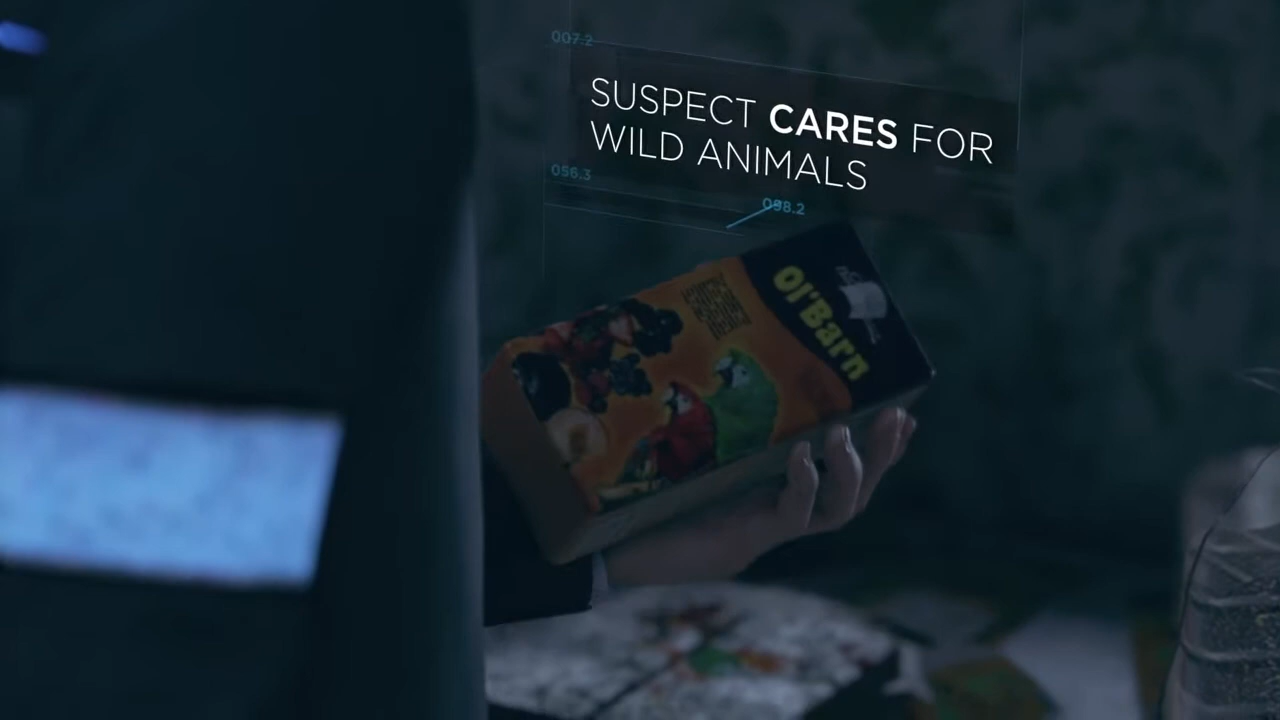 007.2
SUSPECT CARES FOR
WILD ANIMALS
056.3
098.2
Ol'Barn